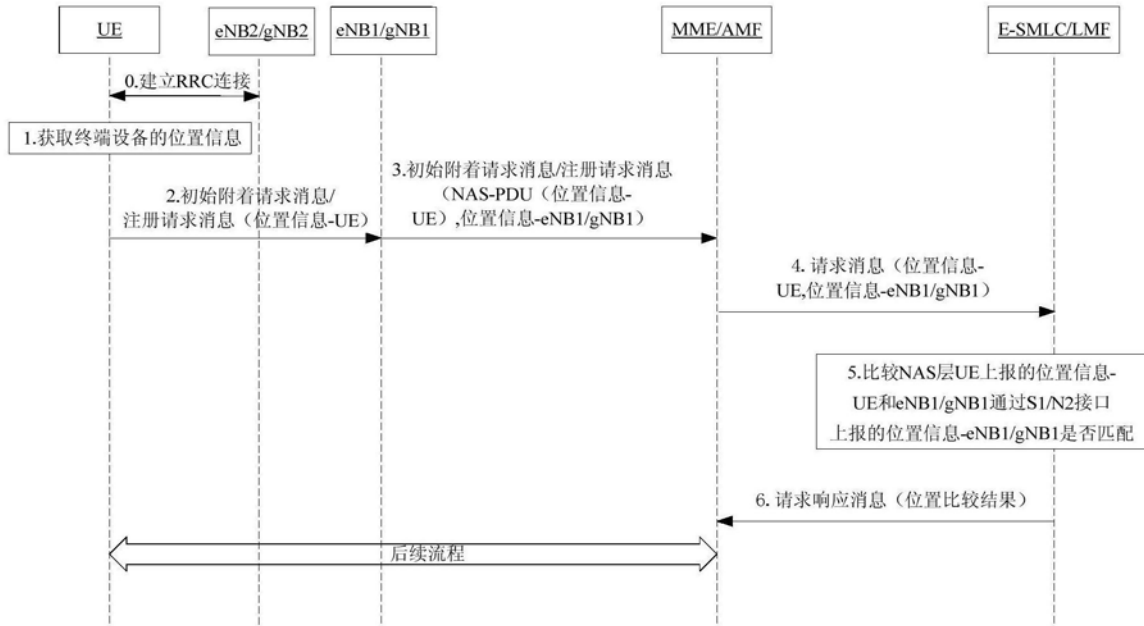 UE
eNB2/gNB2
eNB1/gNB1
MME/AMF
E-SMLC/LMF
0.建立RRC连接
1.获取终端设备的位置信息
2.初始附着请求消息/
注册请求消息（位置信息-UE）
3.初始附着请求消息/注册请求消息
（NAS-PDU（位置信息-
UE）,位置信息-eNB1/gNB1）
4. 请求消息（位置信息-
UE,位置信息-eNB1/gNB1）
5.比较NAS层UE上报的位置信息-
UE和eNB1/gNB1通过S1/N2接口
上报的位置信息-eNB1/gNB1是否匹配
6. 请求响应消息（位置比较结果）
后续流程